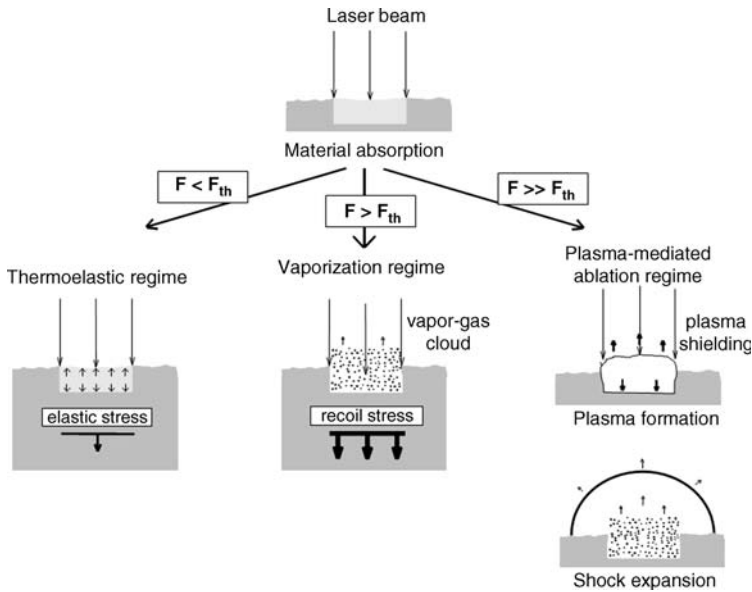 Laser beam
Material absorption
F < Fth
F > Fth
F >> Fth
Thermoelastic regime
elastic stress
Vaporization regime
vapor-gas
cloud
recoil stress
Plasma-mediated
ablation regime
plasma
shielding
Plasma formation
Shock expansion